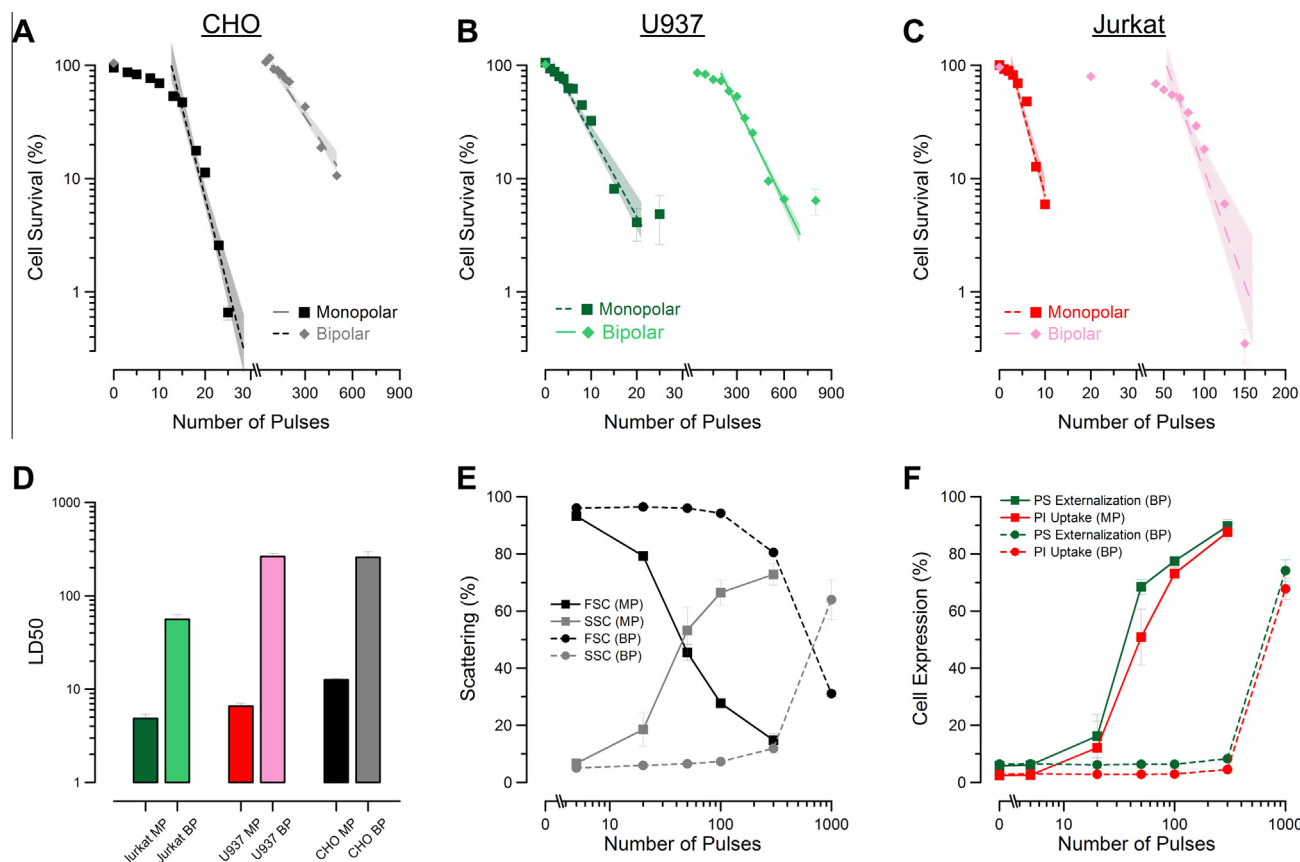 A
CHO
Cell Survival (%)
100
10
1
Monopolar
Bipolar
0 10 20 30 300 600 900
Number of Pulses
B
U937
Cell Survival (%)
100
10
1
Monopolar
Bipolar
0 10 20 30 300 600 900
Number of Pulses
C
Jurkat
Cell Survival (%)
100
10
1
Monopolar
Bipolar
0 10 20 30 50 100 150 200
Number of Pulses
D
LD50
1000
100
10
1
Jurkat MP
Jurkat BP
U937 MP
U937 BP
CHO MP
CHO BP
E
Scattering (%)
100
80
60
40
20
0
FSC (MP)
SSC (MP)
FSC (BP)
SSC (BP)
0 10 100 1000
Number of Pulses
F
Cell Expression (%)
100
80
60
40
20
0
PS Externalization (BP)
PI Uptake (MP)
PS Externalization (BP)
PI Uptake (BP)
0 10 100 1000
Number of Pulses